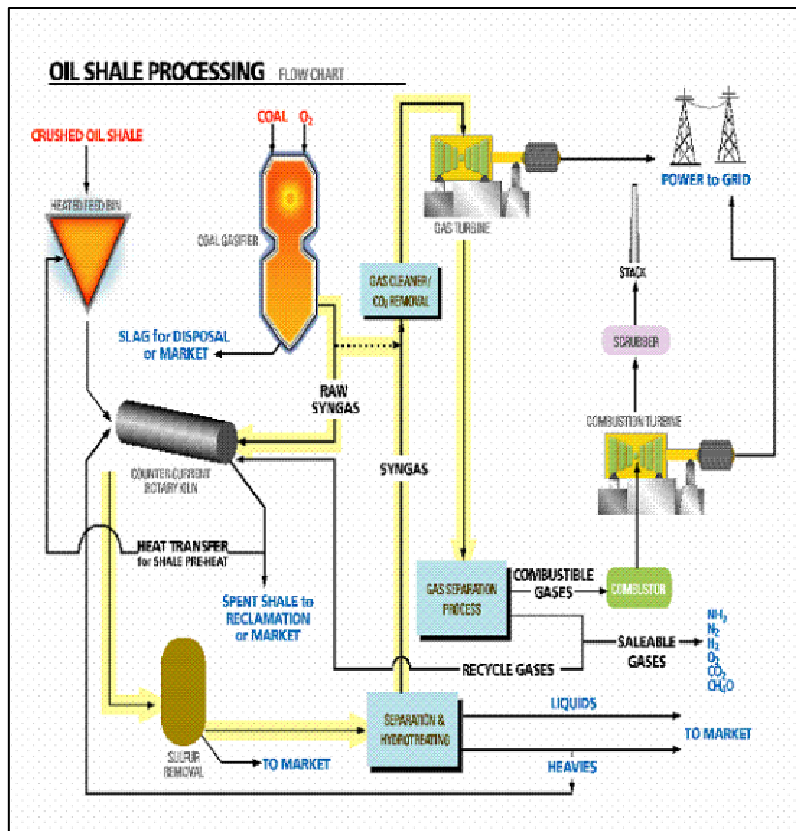 OIL SHALE PROCESSING FLOW CHART
COAL O₂
CRUSHED OIL SHALE
HEATED FEED BIN
COAL GASIFIER
GAS TURBINE
POWER to GRID
GAS CLEANER/
CO₂ REMOVAL
STACK
SLAG for DISPOSAL
or MARKET
SCRUBBER
RAW
SYNGAS
COMBUSTION TURBINE
COUNTER-CURRENT
ROTARY KILN
SYNGAS
HEAT TRANSFER
for SHALE PRE-HEAT
GAS SEPARATION
PROCESS
COMBUSTIBLE
GASES
COMBUSTOR
SPENT SHALE to
RECLAMATION
or MARKET
RECYCLE GASES
SALEABLE
GASES
NH₃
N₂
H₂
O₂
CO₂
SULFUR
REMOVAL
TO MARKET
SEPARATION &
HYDROTREATING
LIQUIDS
TO MARKET
HEAVIES